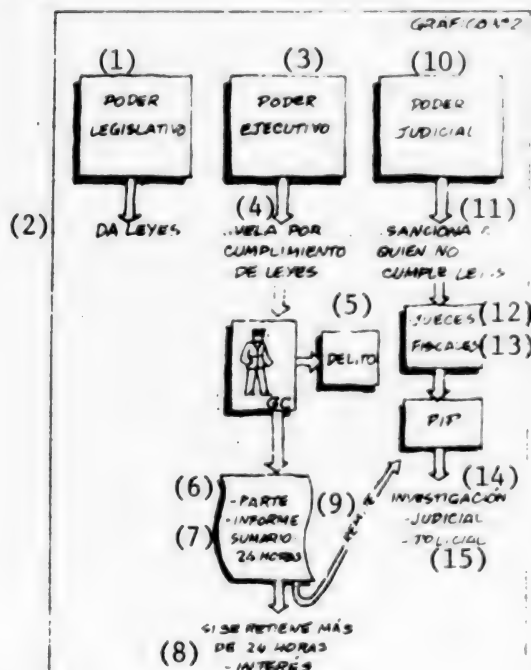 GRÁFICO Nº2
(1)
PODER
LEGISLATIVO
(2)
DA LEYES
(3)
PODER
EJECUTIVO
(4)
VELA POR
CUMPLIMIENTO
DE LEYES
(5)
DELITO
GC
(6)
- PARTE
- INFORME
(7)
SUMARIO
24 HORAS
(8)
SI SE RETIENE MÁS
DE 24 HORAS
- INTERÉS
(9)
(10)
PODER
JUDICIAL
(11)
SANCIONA
QUIEN NO
CUMPLE
JUECES (12)
FISCALES (13)
PIP
(14)
INVESTIGACIÓN
- JUDICIAL
(15)